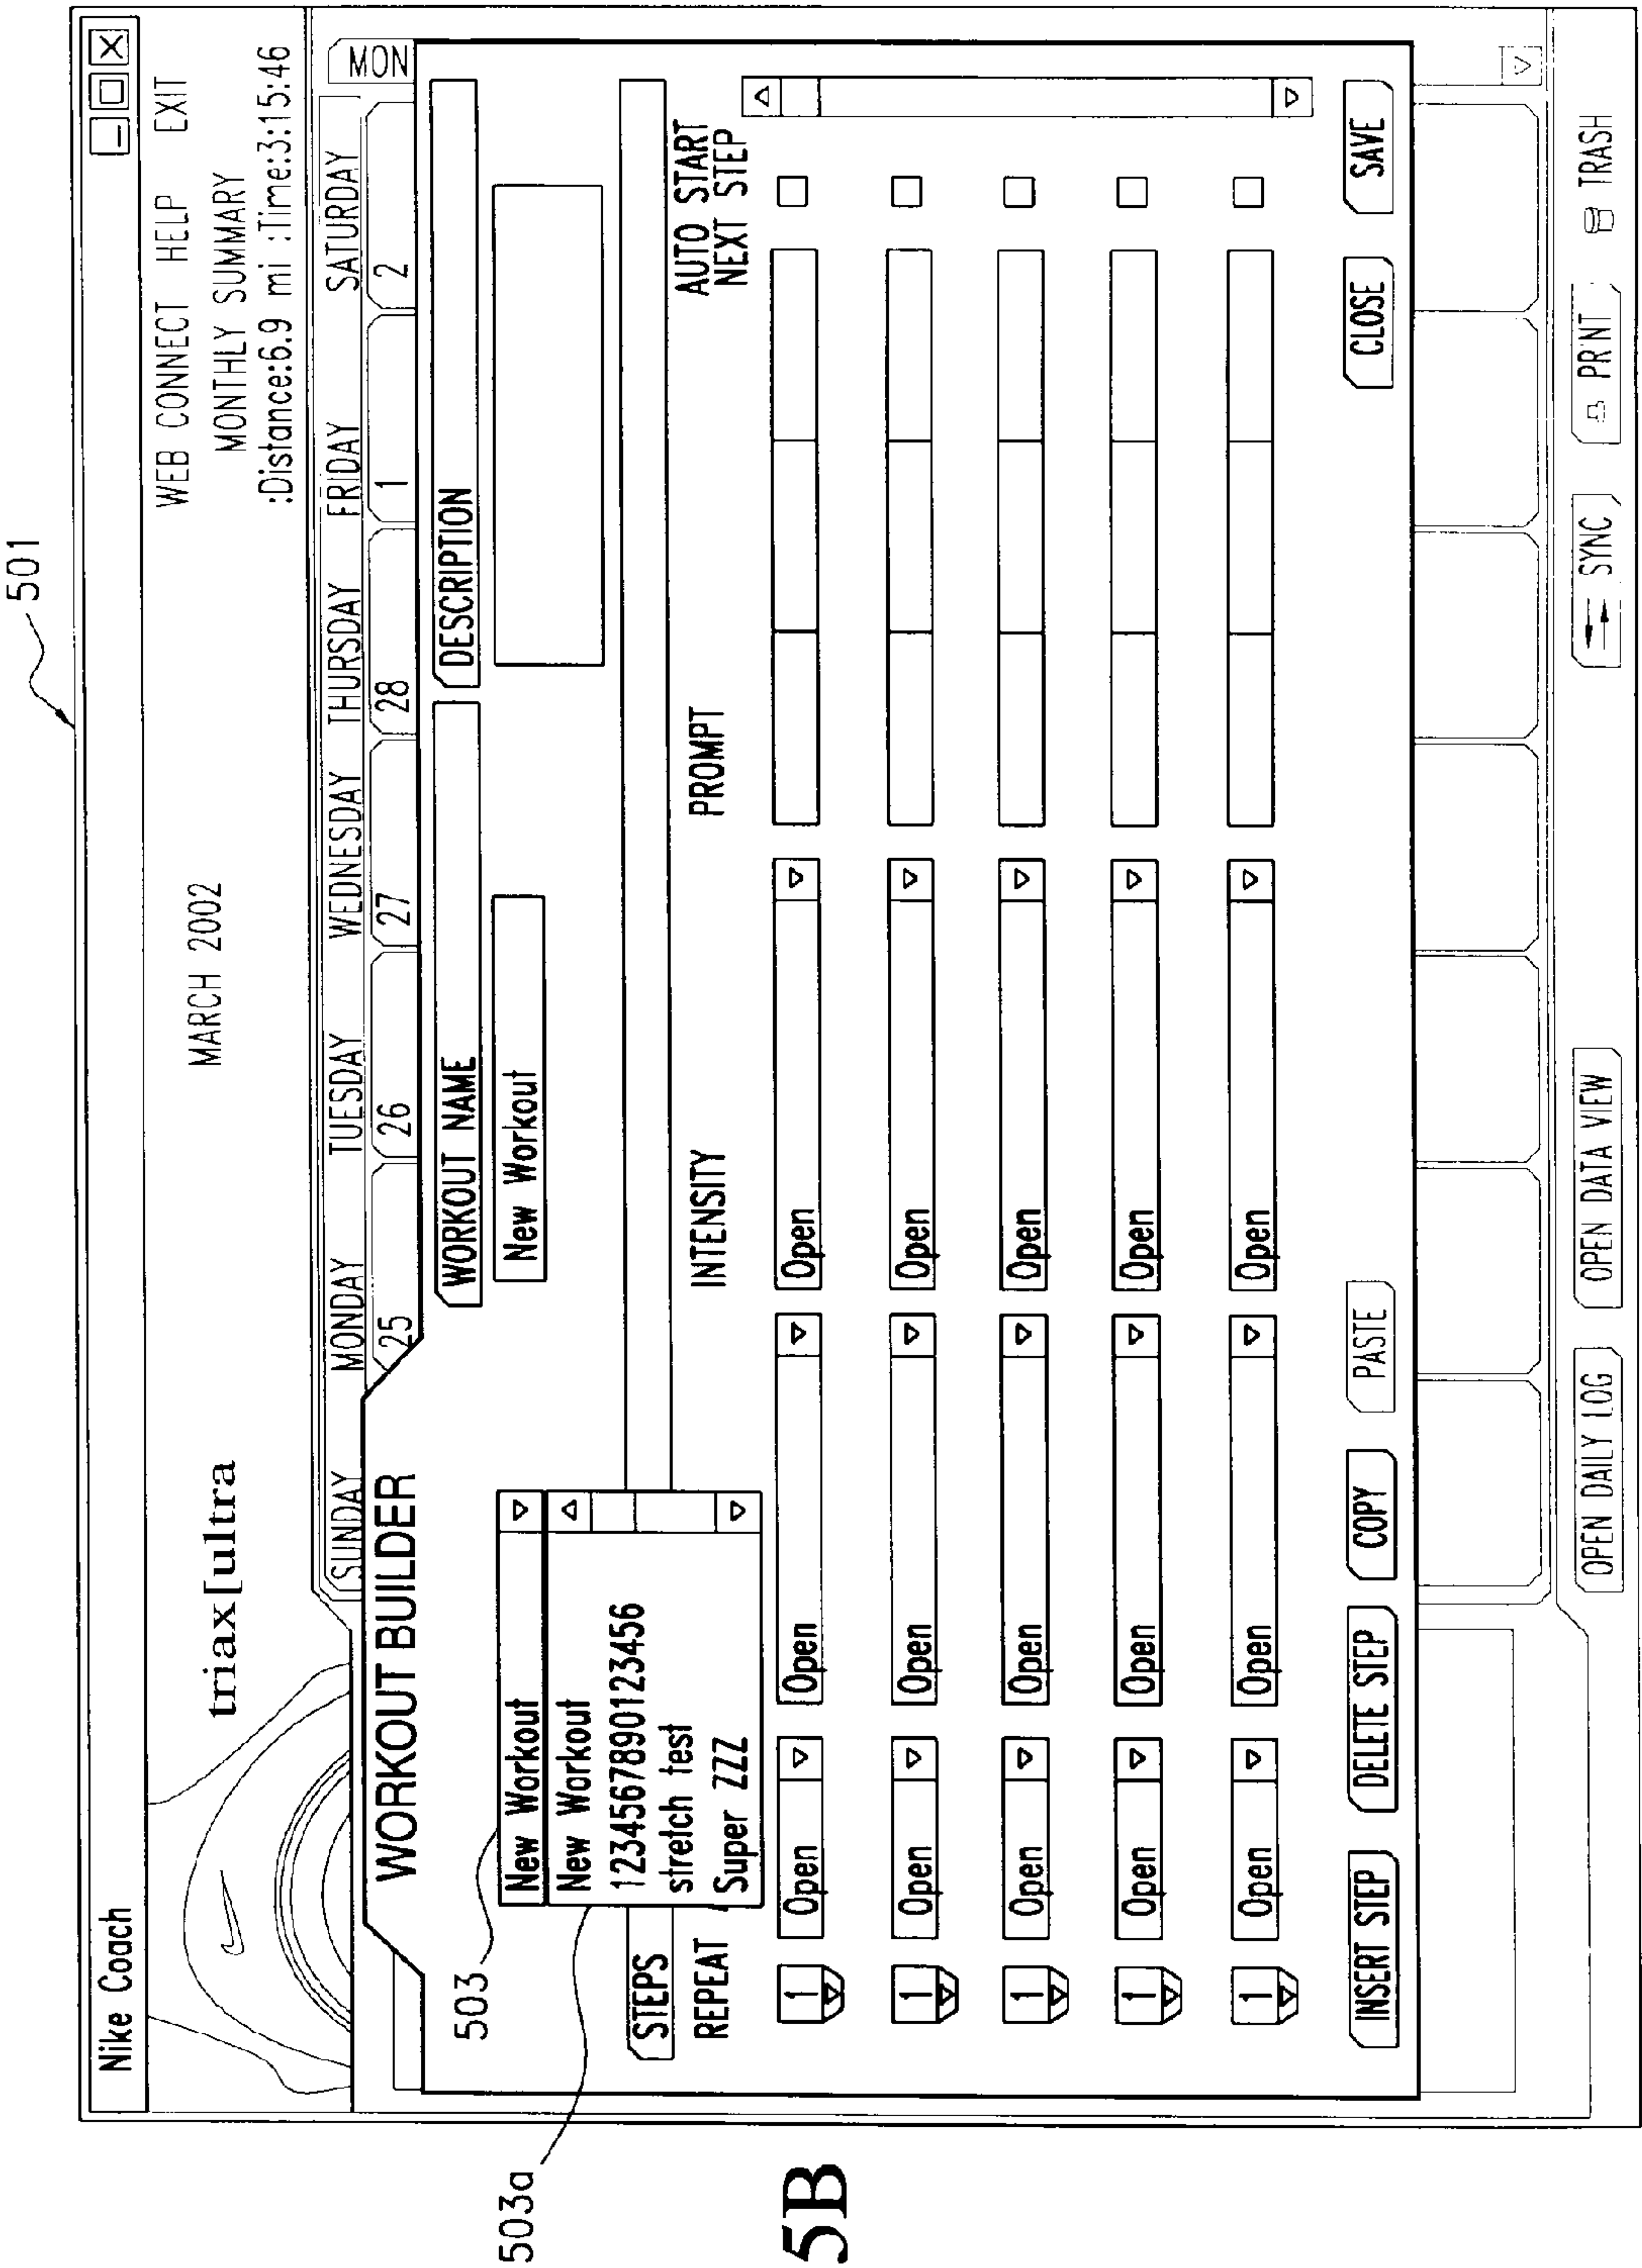 501
Nike Coach
WEB CONNECT HELP EXIT
triax[ultra
MARCH 2002
MONTHLY SUMMARY
:Distance:6.9 mi :Time:3:15:46
SUNDAY MONDAY TUESDAY WEDNESDAY THURSDAY FRIDAY SATURDAY
MON
25 26 27 28 1 2
WORKOUT BUILDER
WORKOUT NAME DESCRIPTION
503
New Workout
New Workout
New Workout
1234567890123456
stretch test
Super ZZZ
503a
STEPS
REPEAT INTENSITY PROMPT AUTO START
NEXT STEP
1 Open Open Open
1 Open Open Open
1 Open Open Open
1 Open Open Open
1 Open Open Open
INSERT STEP DELETE STEP COPY PASTE CLOSE SAVE
OPEN DAILY LOG OPEN DATA VIEW SYNC PR'NT TRASH
5B